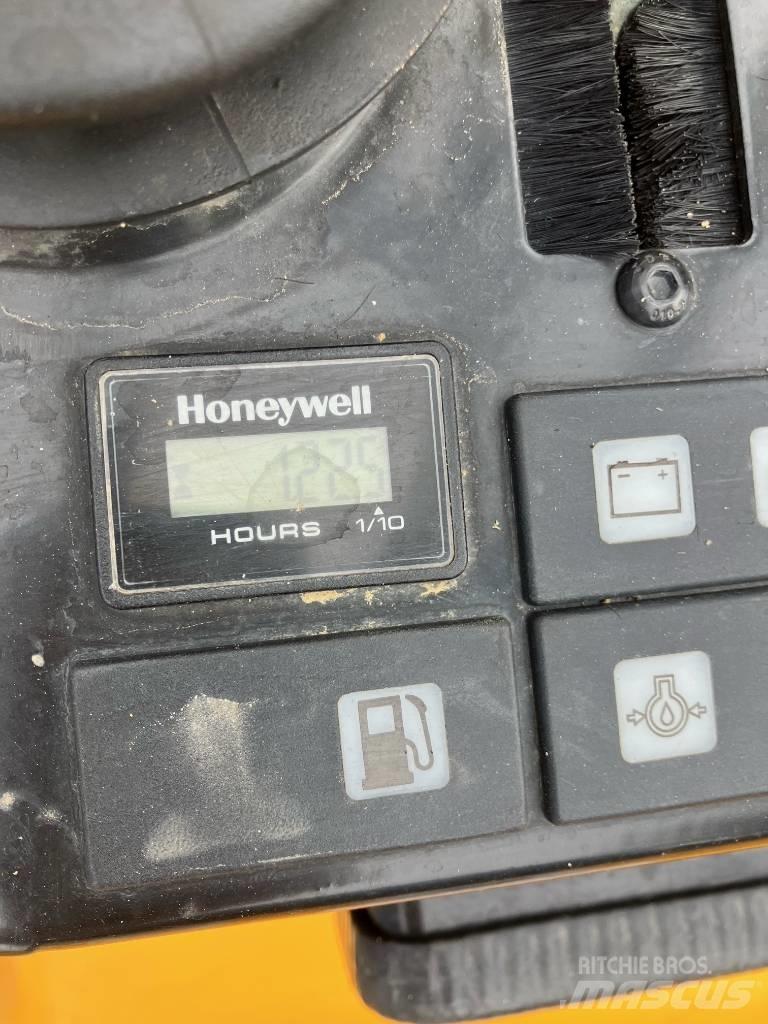 Honeywell
1225
HOURS 1/10
- +
RITCHIE BROS.
MASCUS